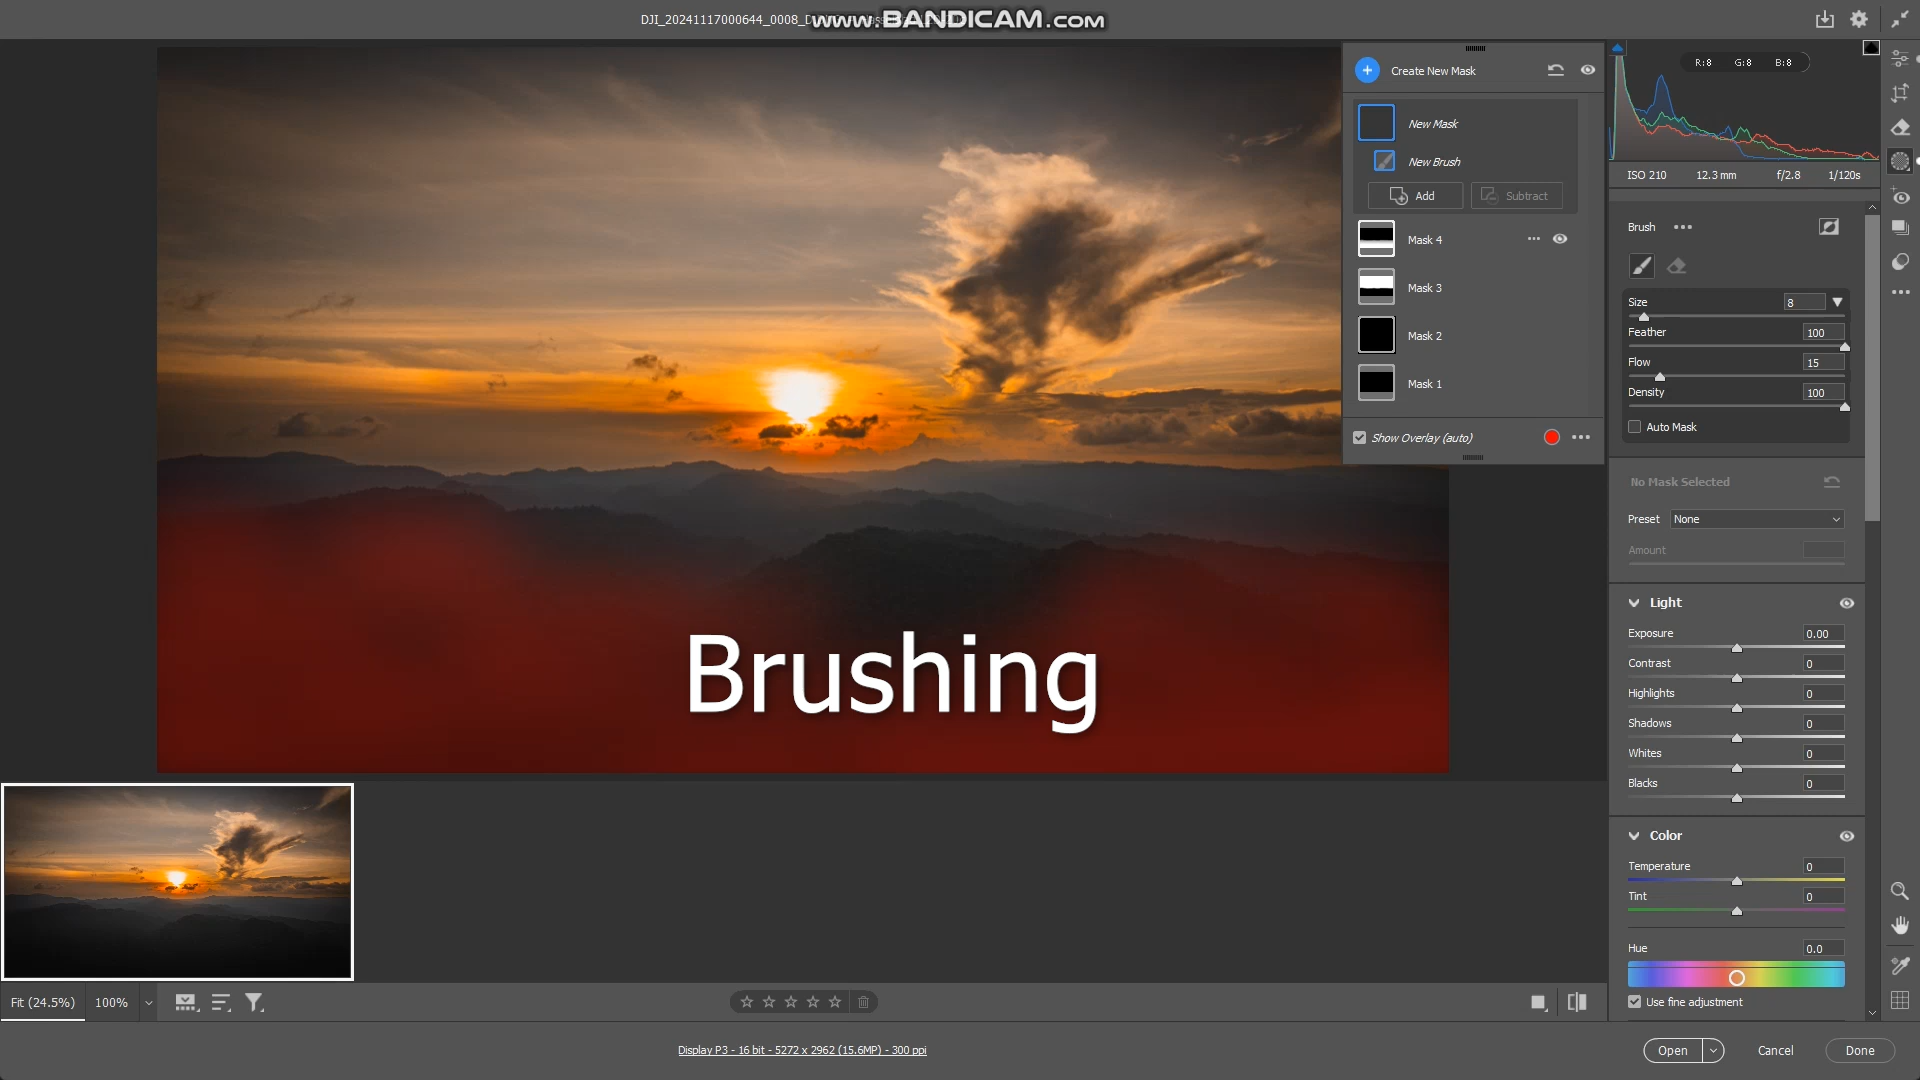 DJI_20241117000644_0008_D
www.BANDICAM.com
Create New Mask
R:8 G:8 B:8
New Mask
New Brush
Add Subtract
ISO 210 12.3 mm f/2.8 1/120s
Mask 4
Mask 3
Mask 2
Mask 1
Show Overlay (auto)
Brush
Size 8
Feather 100
Flow 15
Density 100
Auto Mask
No Mask Selected
Preset None
Amount
Light
Exposure 0.00
Contrast 0
Highlights 0
Shadows 0
Whites 0
Blacks 0
Color
Temperature 0
Tint 0
Hue 0.0
Use fine adjustment
Brushing
Fit (24.5%) 100%
Display P3 - 16 bit - 5272 x 2962 (15.6MP) - 300 ppi
Open Cancel Done